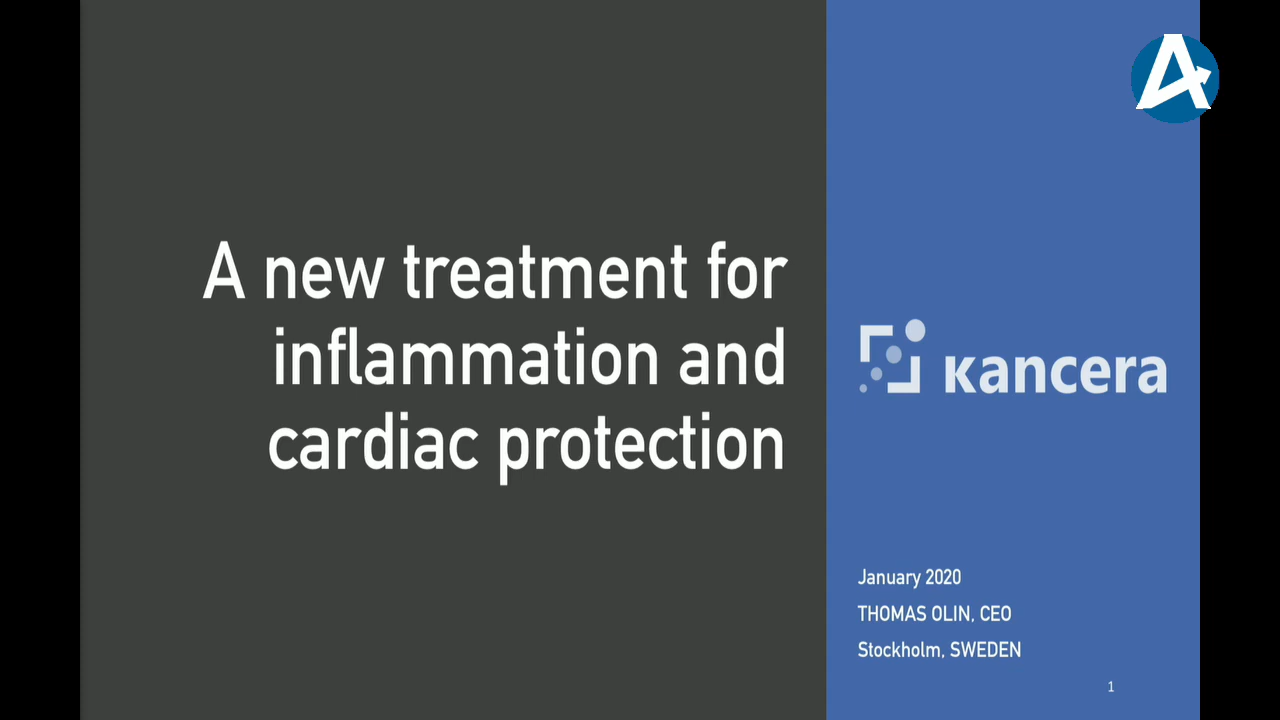 A new treatment for
inflammation and
cardiac protection
kancera
January 2020
THOMAS OLIN, CEO
Stockholm, SWEDEN
1